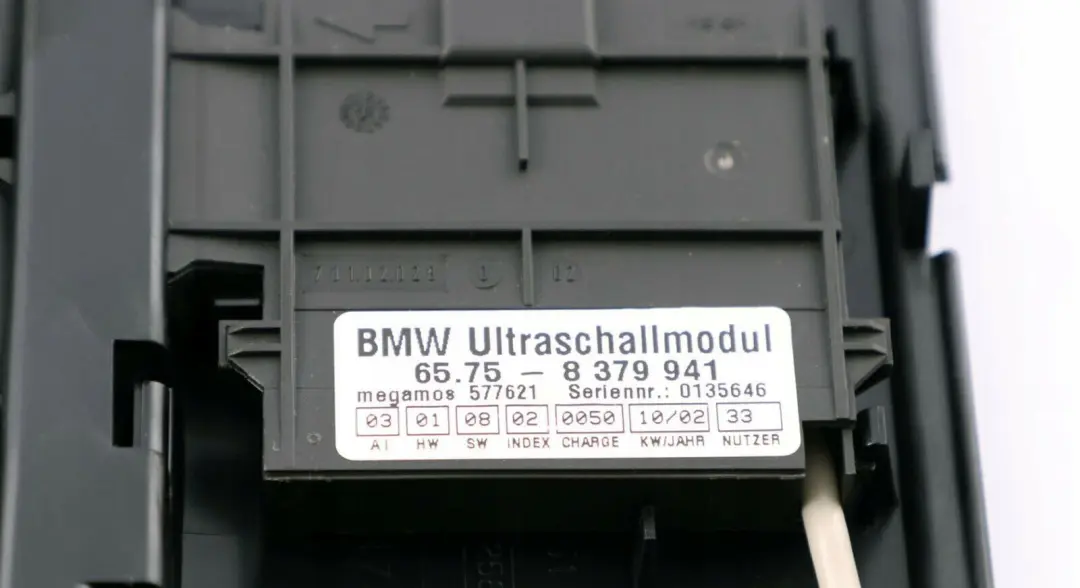 BMW Ultraschallmodul
65.75 – 8 379 941
megamos 577621 Seriennr.: 0135646
03 01 08 02 0050 10/02 33
AI HW SW INDEX CHARGE KW/JAHR NUTZER